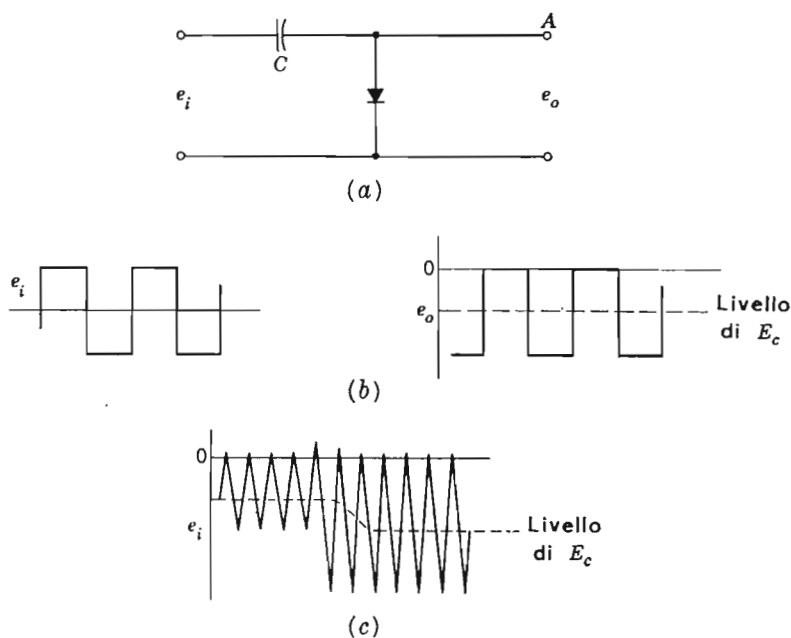 A
C
e_i
e_o
(a)
e_i
0
e_o
Livello
di E_c
(b)
0
e_i
Livello
di E_c
(c)